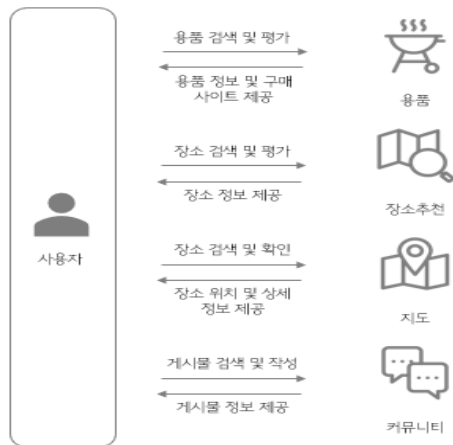 용품 검색 및 평가
용품 정보 및 구매
사이트 제공
용품
장소 검색 및 평가
장소 정보 제공
장소추천
사용자
장소 검색 및 확인
장소 위치 및 상세
정보 제공
지도
게시물 검색 및 작성
게시물 정보 제공
커뮤니티